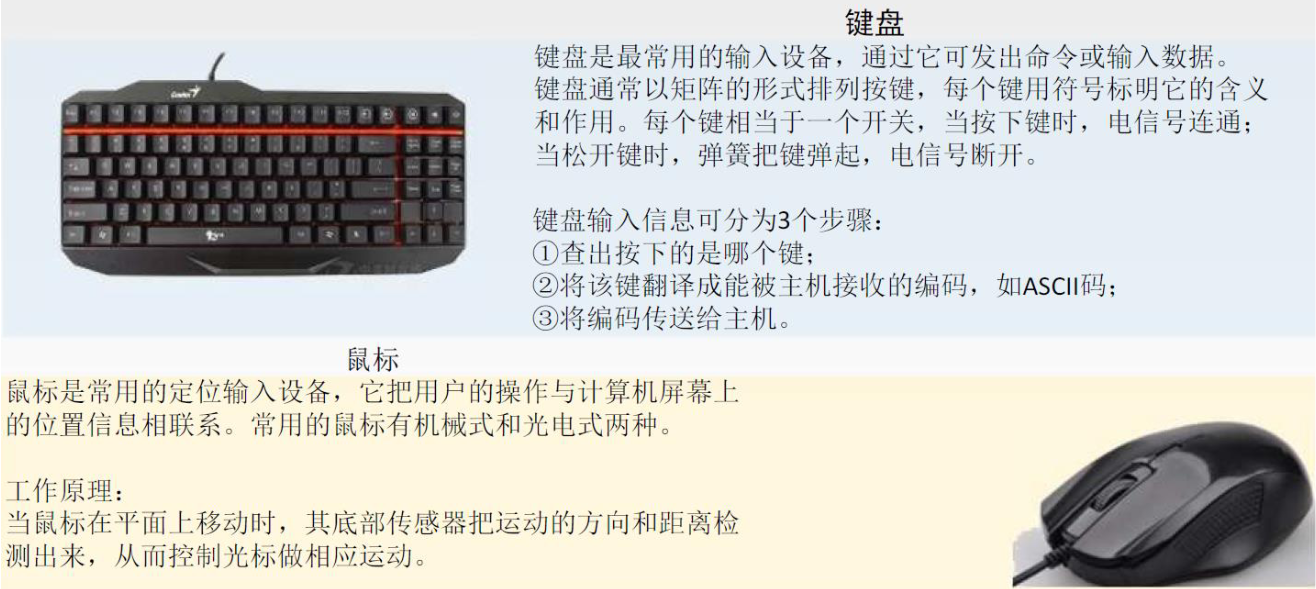 键盘
键盘是最常用的输入设备，通过它可发出命令或输入数据。
键盘通常以矩阵的形式排列按键，每个键用符号标明它的含义
和作用。每个键相当于一个开关，当按下键时，电信号连通；
当松开键时，弹簧把键弹起，电信号断开。
键盘输入信息可分为3个步骤：
①查出按下的是哪个键；
②将该键翻译成能被主机接收的编码，如ASCII码；
③将编码传送给主机。
鼠标
鼠标是常用的定位输入设备，它把用户的操作与计算机屏幕上
的位置信息相联系。常用的鼠标有机械式和光电式两种。
工作原理：
当鼠标在平面上移动时，其底部传感器把运动的方向和距离检
测出来，从而控制光标做相应运动。